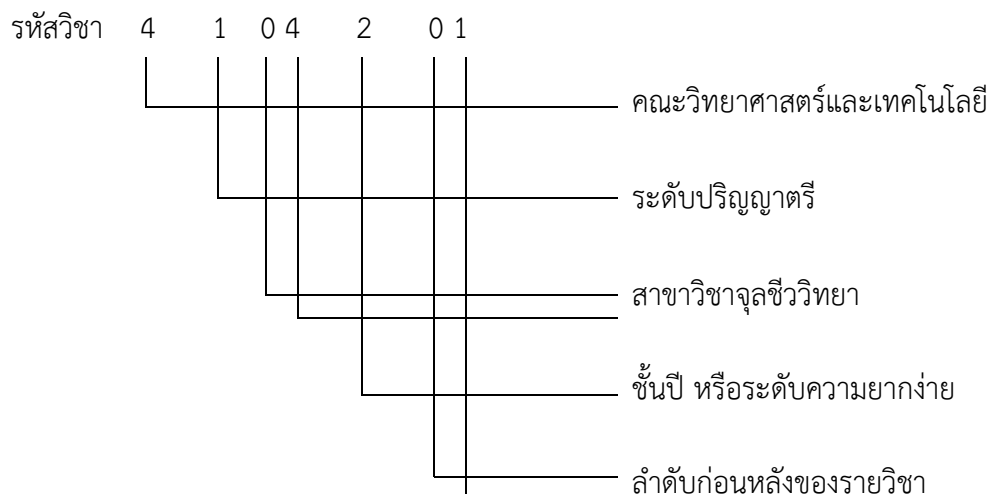 รหัสวิชา 4 1 0 4 2 0 1
คณะวิทยาศาสตร์และเทคโนโลยี
ระดับปริญญาตรี
สาขาวิชาจุลชีววิทยา
ชั้นปี หรือระดับความยากง่าย
ลำดับก่อนหลังของรายวิชา